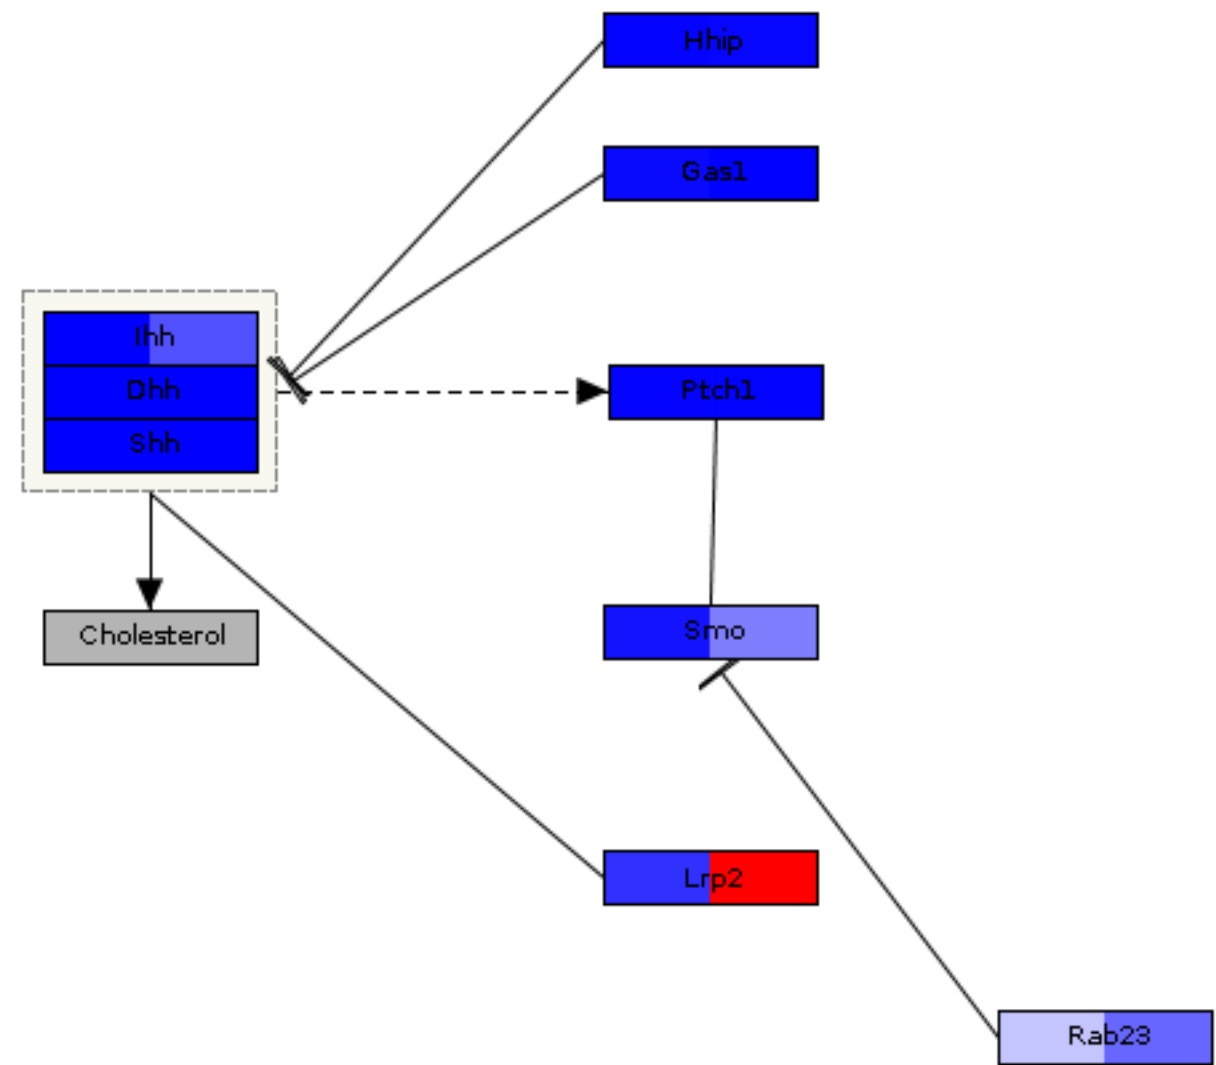 Hhip
Gas1
Ihh
Dhh
Ptch1
Shh
Cholesterol
Smo
Lrp2
Rab23